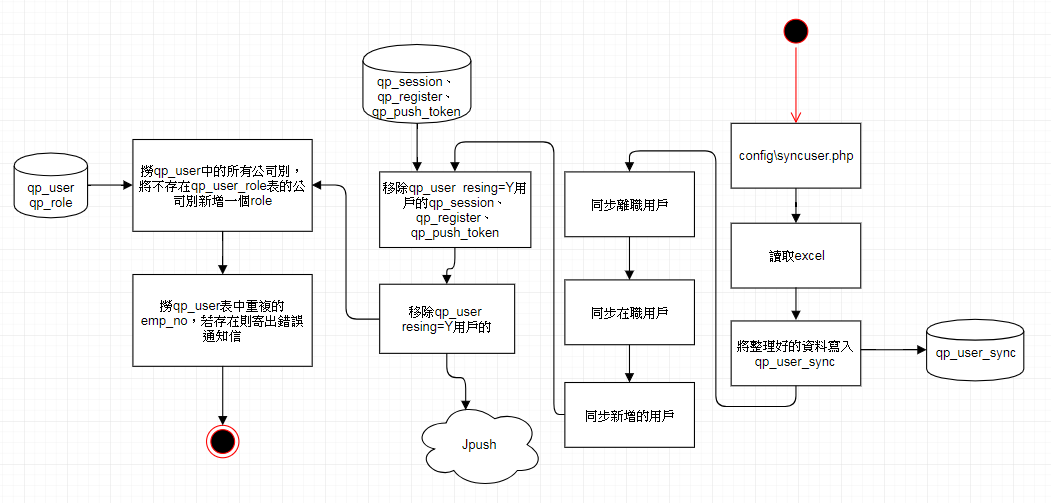 config\syncuser.php
讀取excel
將整理好的資料寫入
qp_user_sync
qp_user_sync
同步離職用戶
同步在職用戶
同步新增的用戶
qp_session、
qp_register、
qp_push_token
移除qp_user resing=Y用
戶的qp_session、
qp_register、
qp_push_token
移除qp_user
resing=Y用戶的
Jpush
qp_user
qp_role
撈qp_user中的所有公司別，
將不存在qp_user_role表的公
司別新增一個role
撈qp_user表中重複的
emp_no，若存在則寄出錯誤
通知信